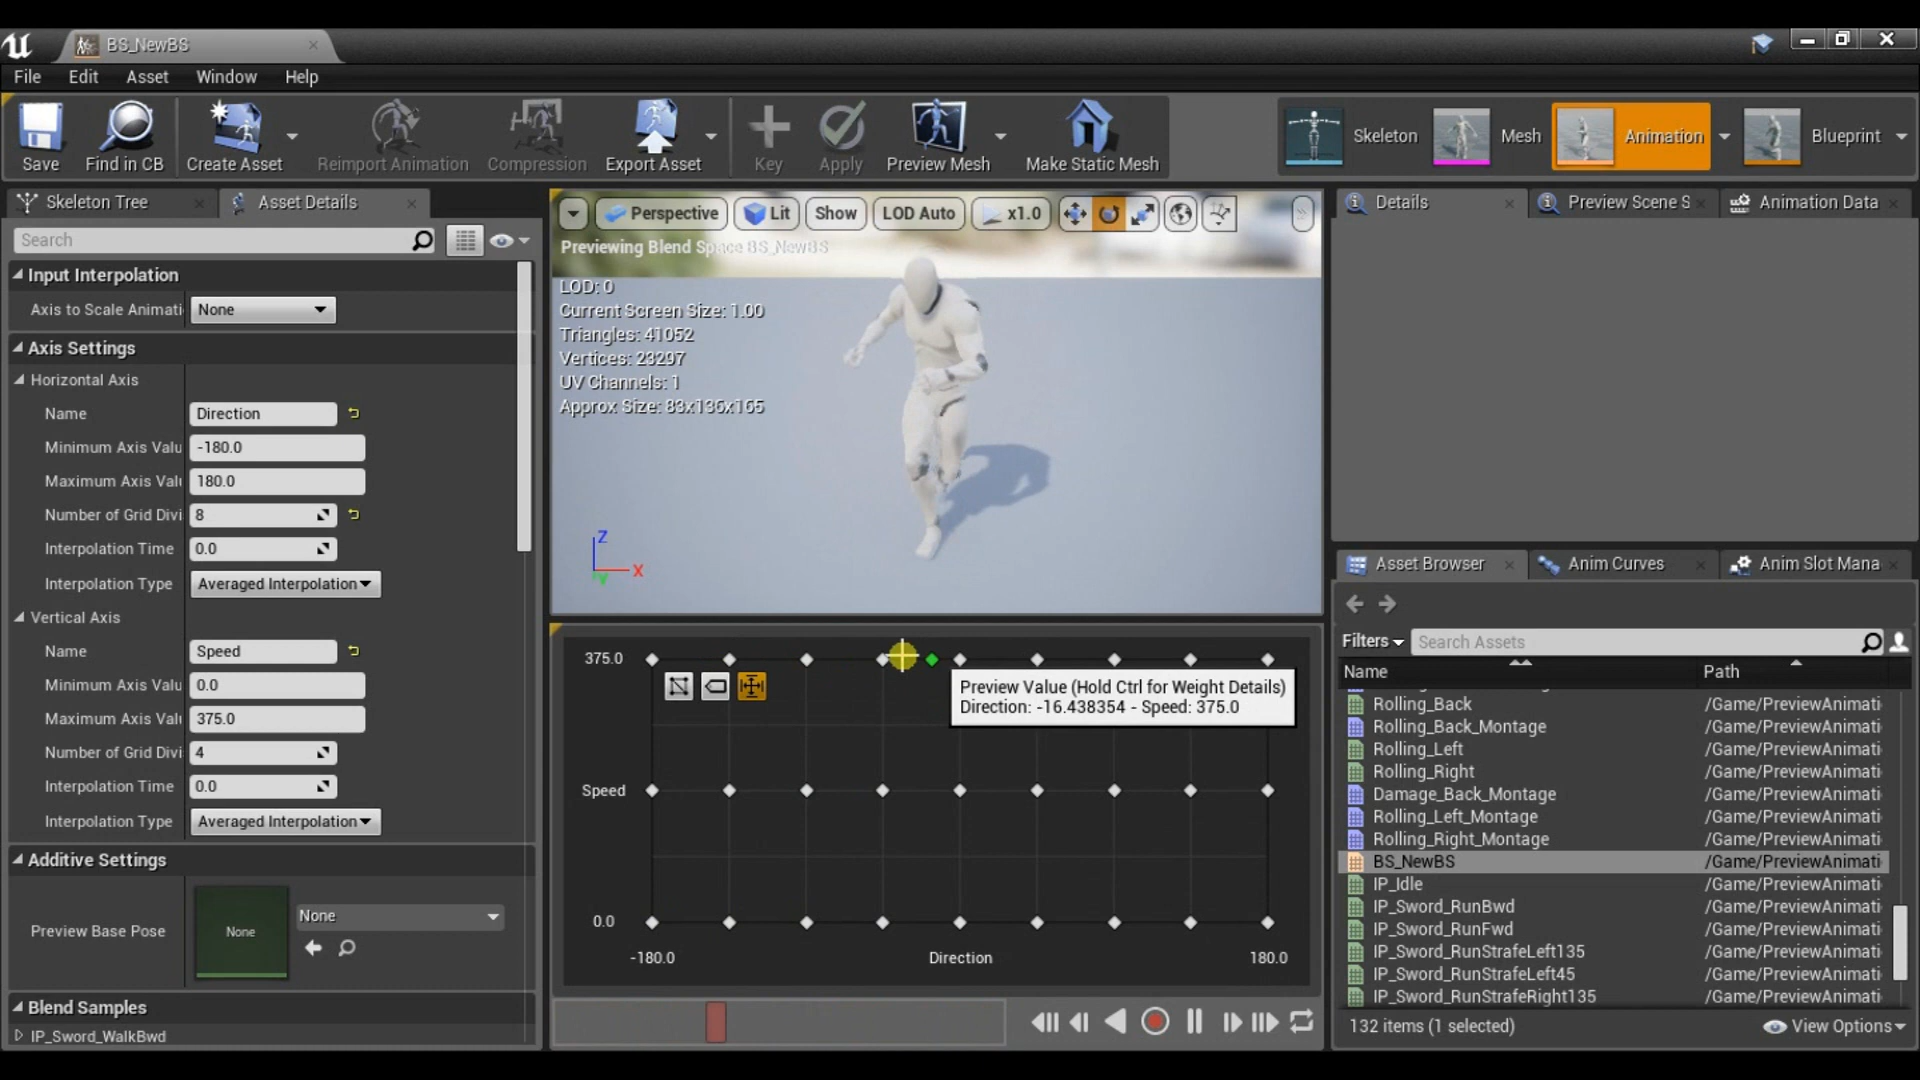 BS_NewBS
File Edit Asset Window Help
Save
Find in CB
Create Asset
Reimport Animation
Compression
Export Asset
Key
Apply
Preview Mesh
Make Static Mesh
Skeleton
Mesh
Animation
Blueprint
Skeleton Tree
Asset Details
Search
Input Interpolation
Axis to Scale Animati
None
Axis Settings
Horizontal Axis
Name Direction
Minimum Axis Valu -180.0
Maximum Axis Valu 180.0
Number of Grid Divi 8
Interpolation Time 0.0
Interpolation Type Averaged Interpolation
Vertical Axis
Name Speed
Minimum Axis Valu 0.0
Maximum Axis Valu 375.0
Number of Grid Divi 4
Interpolation Time 0.0
Interpolation Type Averaged Interpolation
Additive Settings
Preview Base Pose
None
None
Blend Samples
IP_Sword_WalkBwd
Perspective
Lit
Show
LOD Auto
x1.0
Previewing Blend Space BS_NewBS
LOD: 0
Current Screen Size: 1.00
Triangles: 41052
Vertices: 23297
UV Channels: 1
Approx Size: 83x136x165
Z
X
Y
375.0
Preview Value (Hold Ctrl for Weight Details)
Direction: -16.438354 - Speed: 375.0
Speed
0.0
-180.0 Direction 180.0
Details
Preview Scene S
Animation Data
Asset Browser
Anim Curves
Anim Slot Mana
Filters
Search Assets
Name Path
Rolling_Back /Game/PreviewAnimati
Rolling_Back_Montage /Game/PreviewAnimati
Rolling_Left /Game/PreviewAnimati
Rolling_Right /Game/PreviewAnimati
Damage_Back_Montage /Game/PreviewAnimati
Rolling_Left_Montage /Game/PreviewAnimati
Rolling_Right_Montage /Game/PreviewAnimati
BS_NewBS /Game/PreviewAnimati
IP_Idle /Game/PreviewAnimati
IP_Sword_RunBwd /Game/PreviewAnimati
IP_Sword_RunFwd /Game/PreviewAnimati
IP_Sword_RunStrafeLeft135 /Game/PreviewAnimati
IP_Sword_RunStrafeLeft45 /Game/PreviewAnimati
IP_Sword_RunStrafeRight135 /Game/PreviewAnimati
132 items (1 selected)
View Options